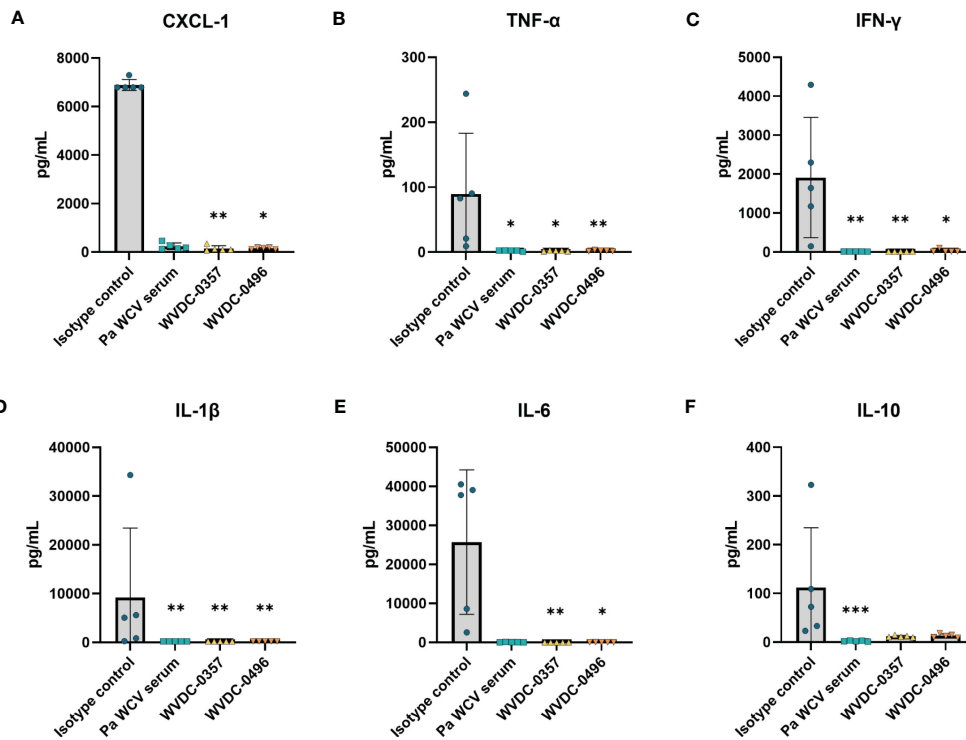 A CXCL-1
pg/mL
8000
6000
4000
2000
0
** *
Isotype control
Pa WCV serum
WVDC-0357
WVDC-0496
B TNF-α
pg/mL
300
200
100
0
* * **
Isotype control
Pa WCV serum
WVDC-0357
WVDC-0496
C IFN-γ
pg/mL
5000
4000
3000
2000
1000
0
** ** *
Isotype control
Pa WCV serum
WVDC-0357
WVDC-0496
D IL-1β
pg/mL
40000
30000
20000
10000
0
** ** **
Isotype control
Pa WCV serum
WVDC-0357
WVDC-0496
E IL-6
pg/mL
50000
40000
30000
20000
10000
0
** *
Isotype control
Pa WCV serum
WVDC-0357
WVDC-0496
F IL-10
pg/mL
400
300
200
100
0
***
Isotype control
Pa WCV serum
WVDC-0357
WVDC-0496